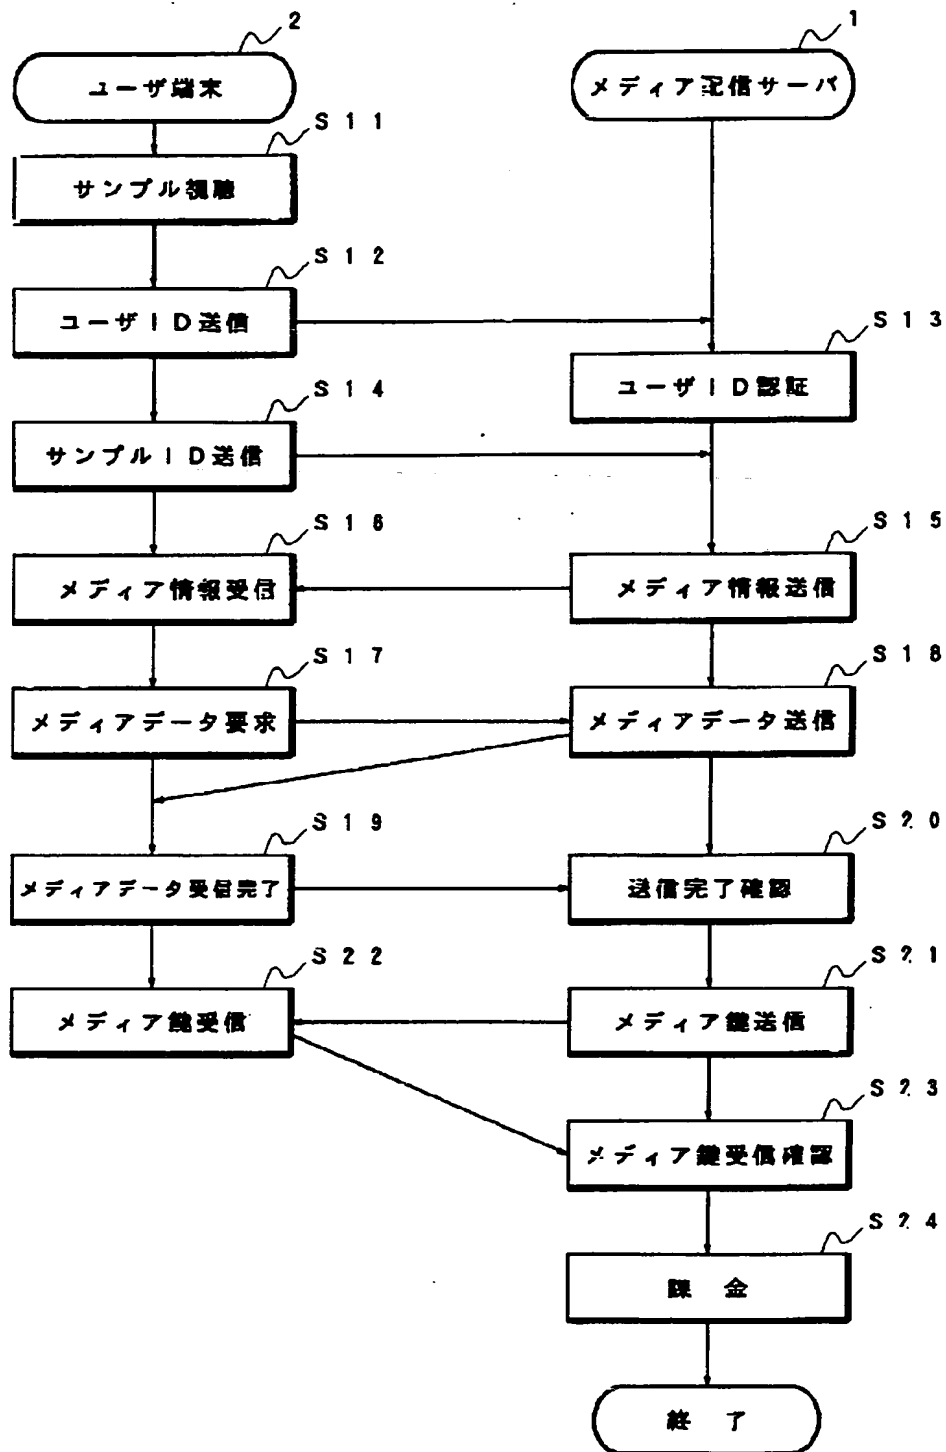 2
1
ユーザ端末
メディア配信サーバ
S11
サンプル視聴
S12
ユーザID送信
S13
ユーザID認証
S14
サンプルID送信
S15
メディア情報送信
S16
メディア情報受信
S17
メディアデータ要求
S18
メディアデータ送信
S19
メディアデータ受信完了
S20
送信完了確認
S21
メディア鍵送信
S22
メディア鍵受信
S23
メディア鍵受信確認
S24
課 金
終 了